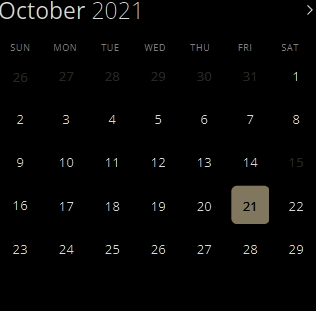 October 2021
SUN MON TUE WED THU FRI SAT
26 27 28 29 30 31 1
2 3 4 5 6 7 8
9 10 11 12 13 14 15
16 17 18 19 20 21 22
23 24 25 26 27 28 29